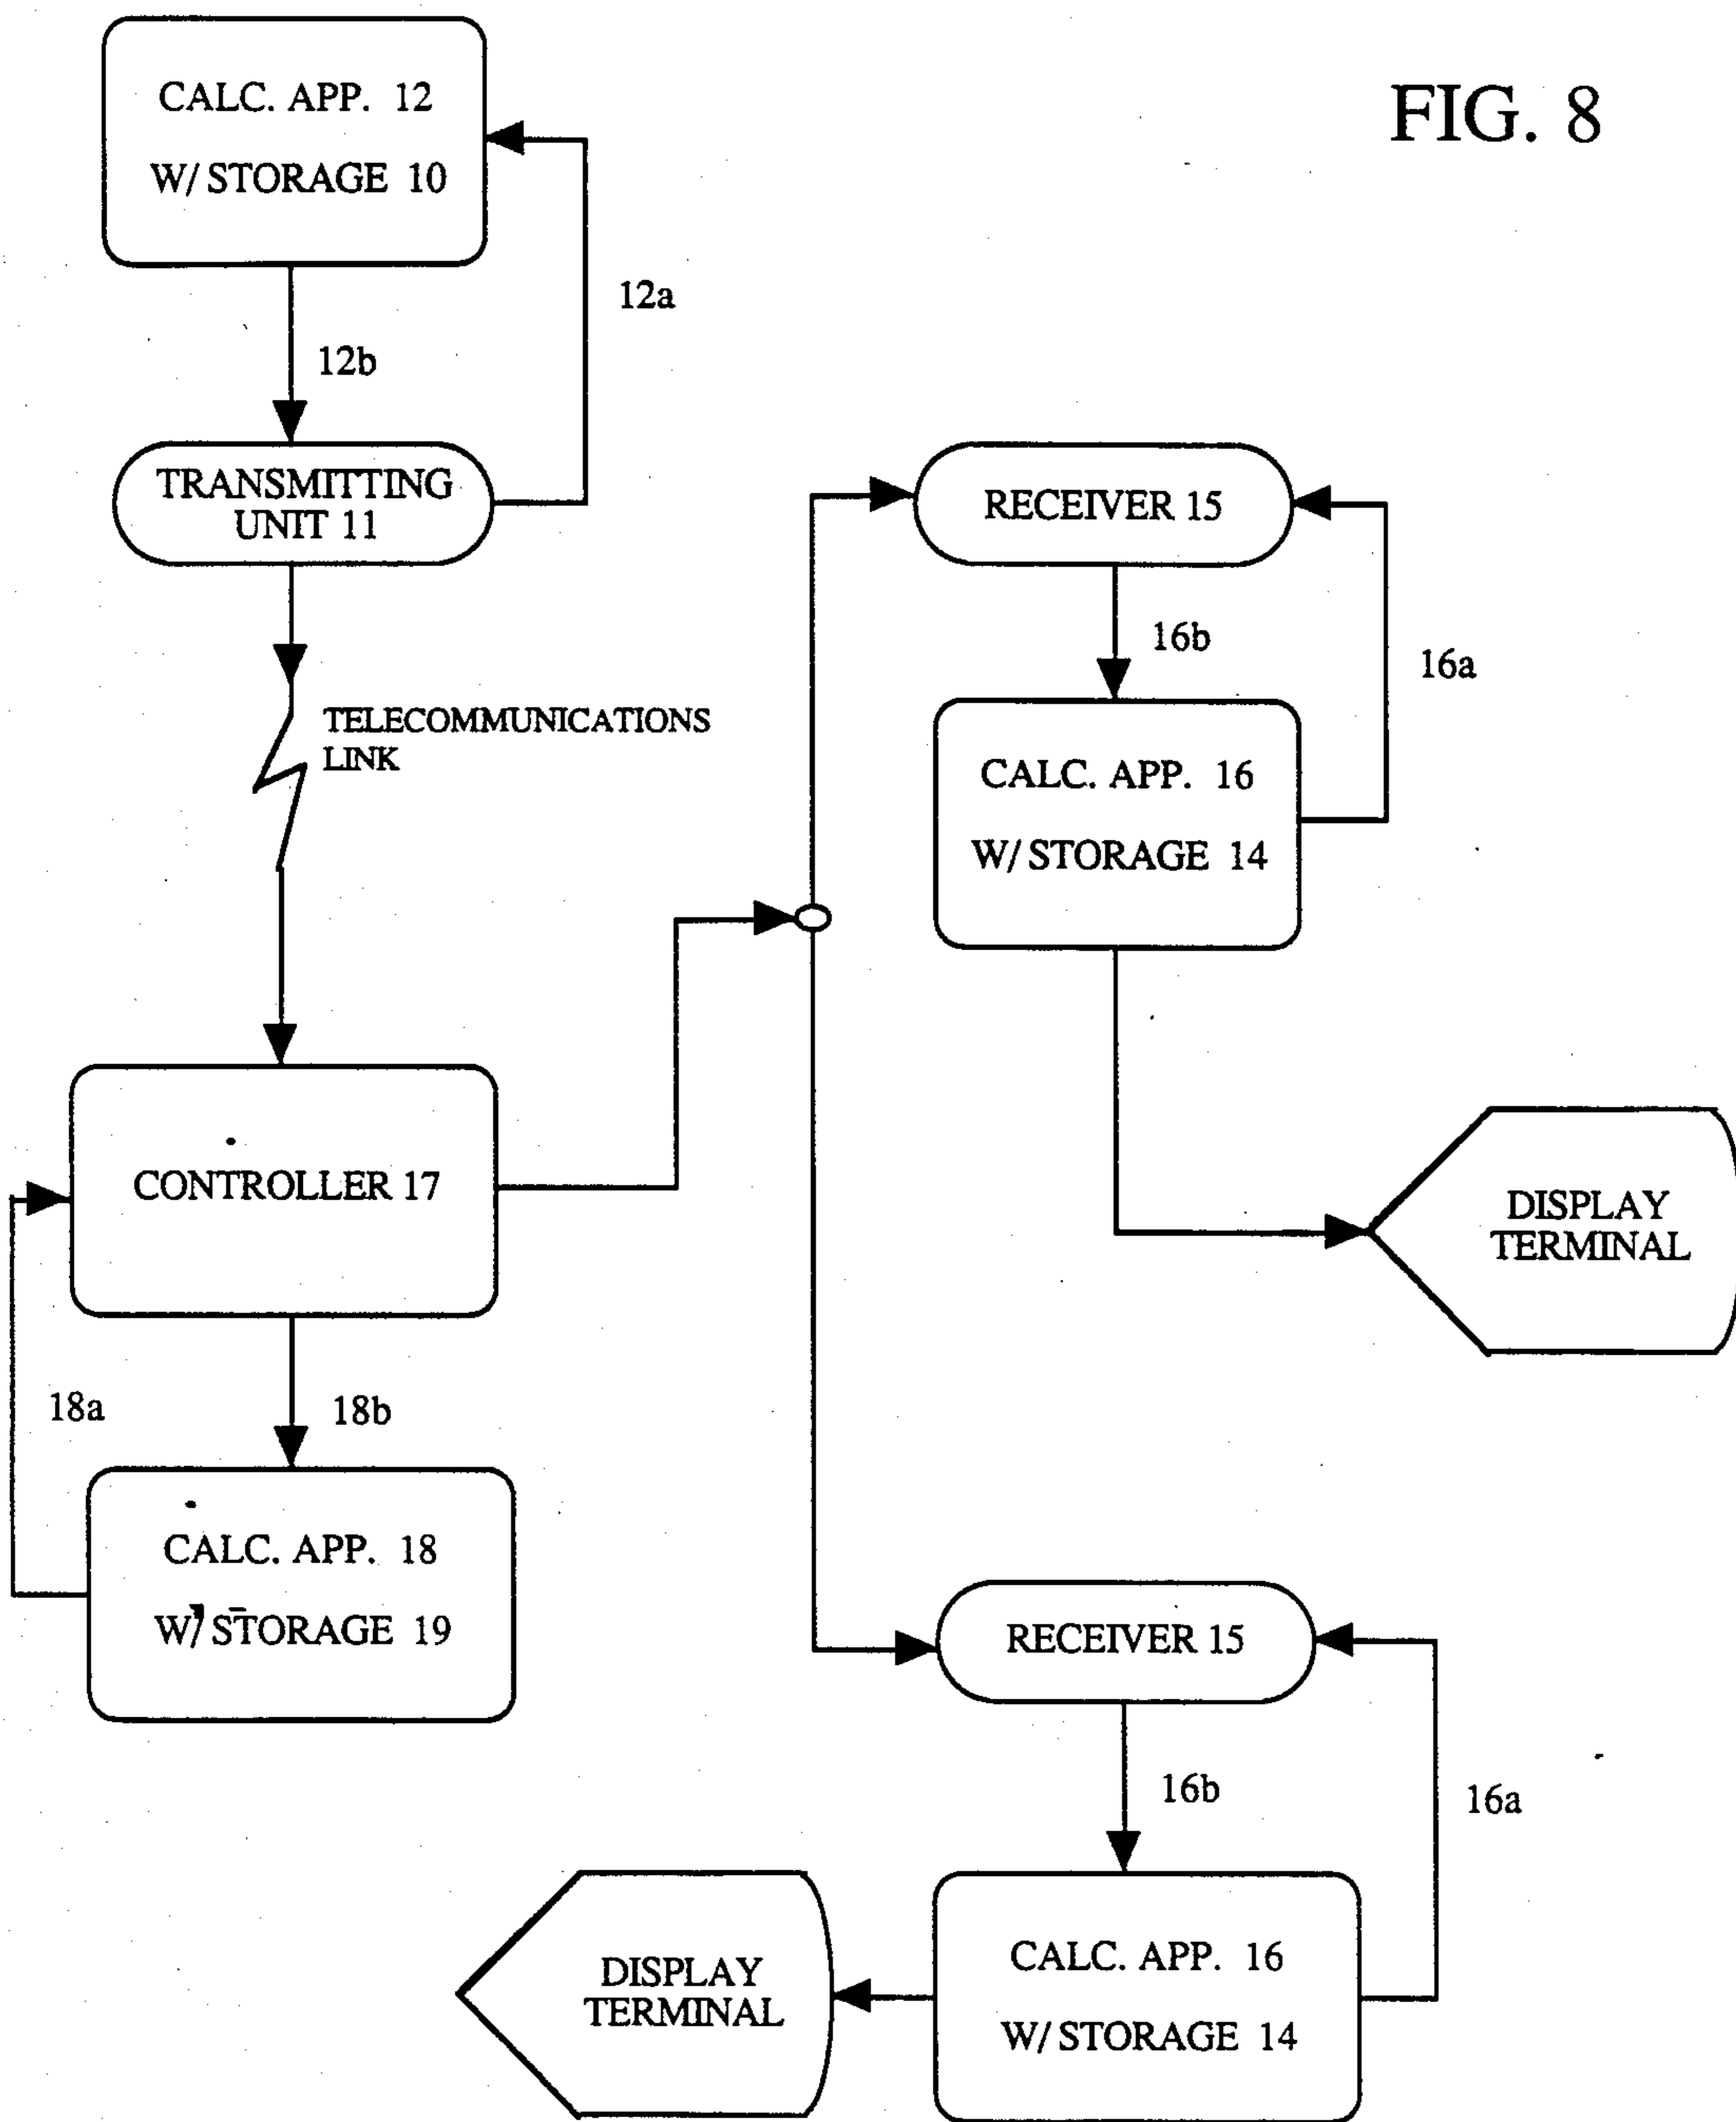 FIG. 8
CALC. APP. 12
W/ STORAGE 10
12a
12b
TRANSMITTING
UNIT 11
TELECOMMUNICATIONS
LINK
RECEIVER 15
16b
16a
CALC. APP. 16
W/ STORAGE 14
CONTROLLER 17
DISPLAY
TERMINAL
18a
18b
CALC. APP. 18
W/ STORAGE 19
RECEIVER 15
16b
16a
CALC. APP. 16
W/ STORAGE 14
DISPLAY
TERMINAL